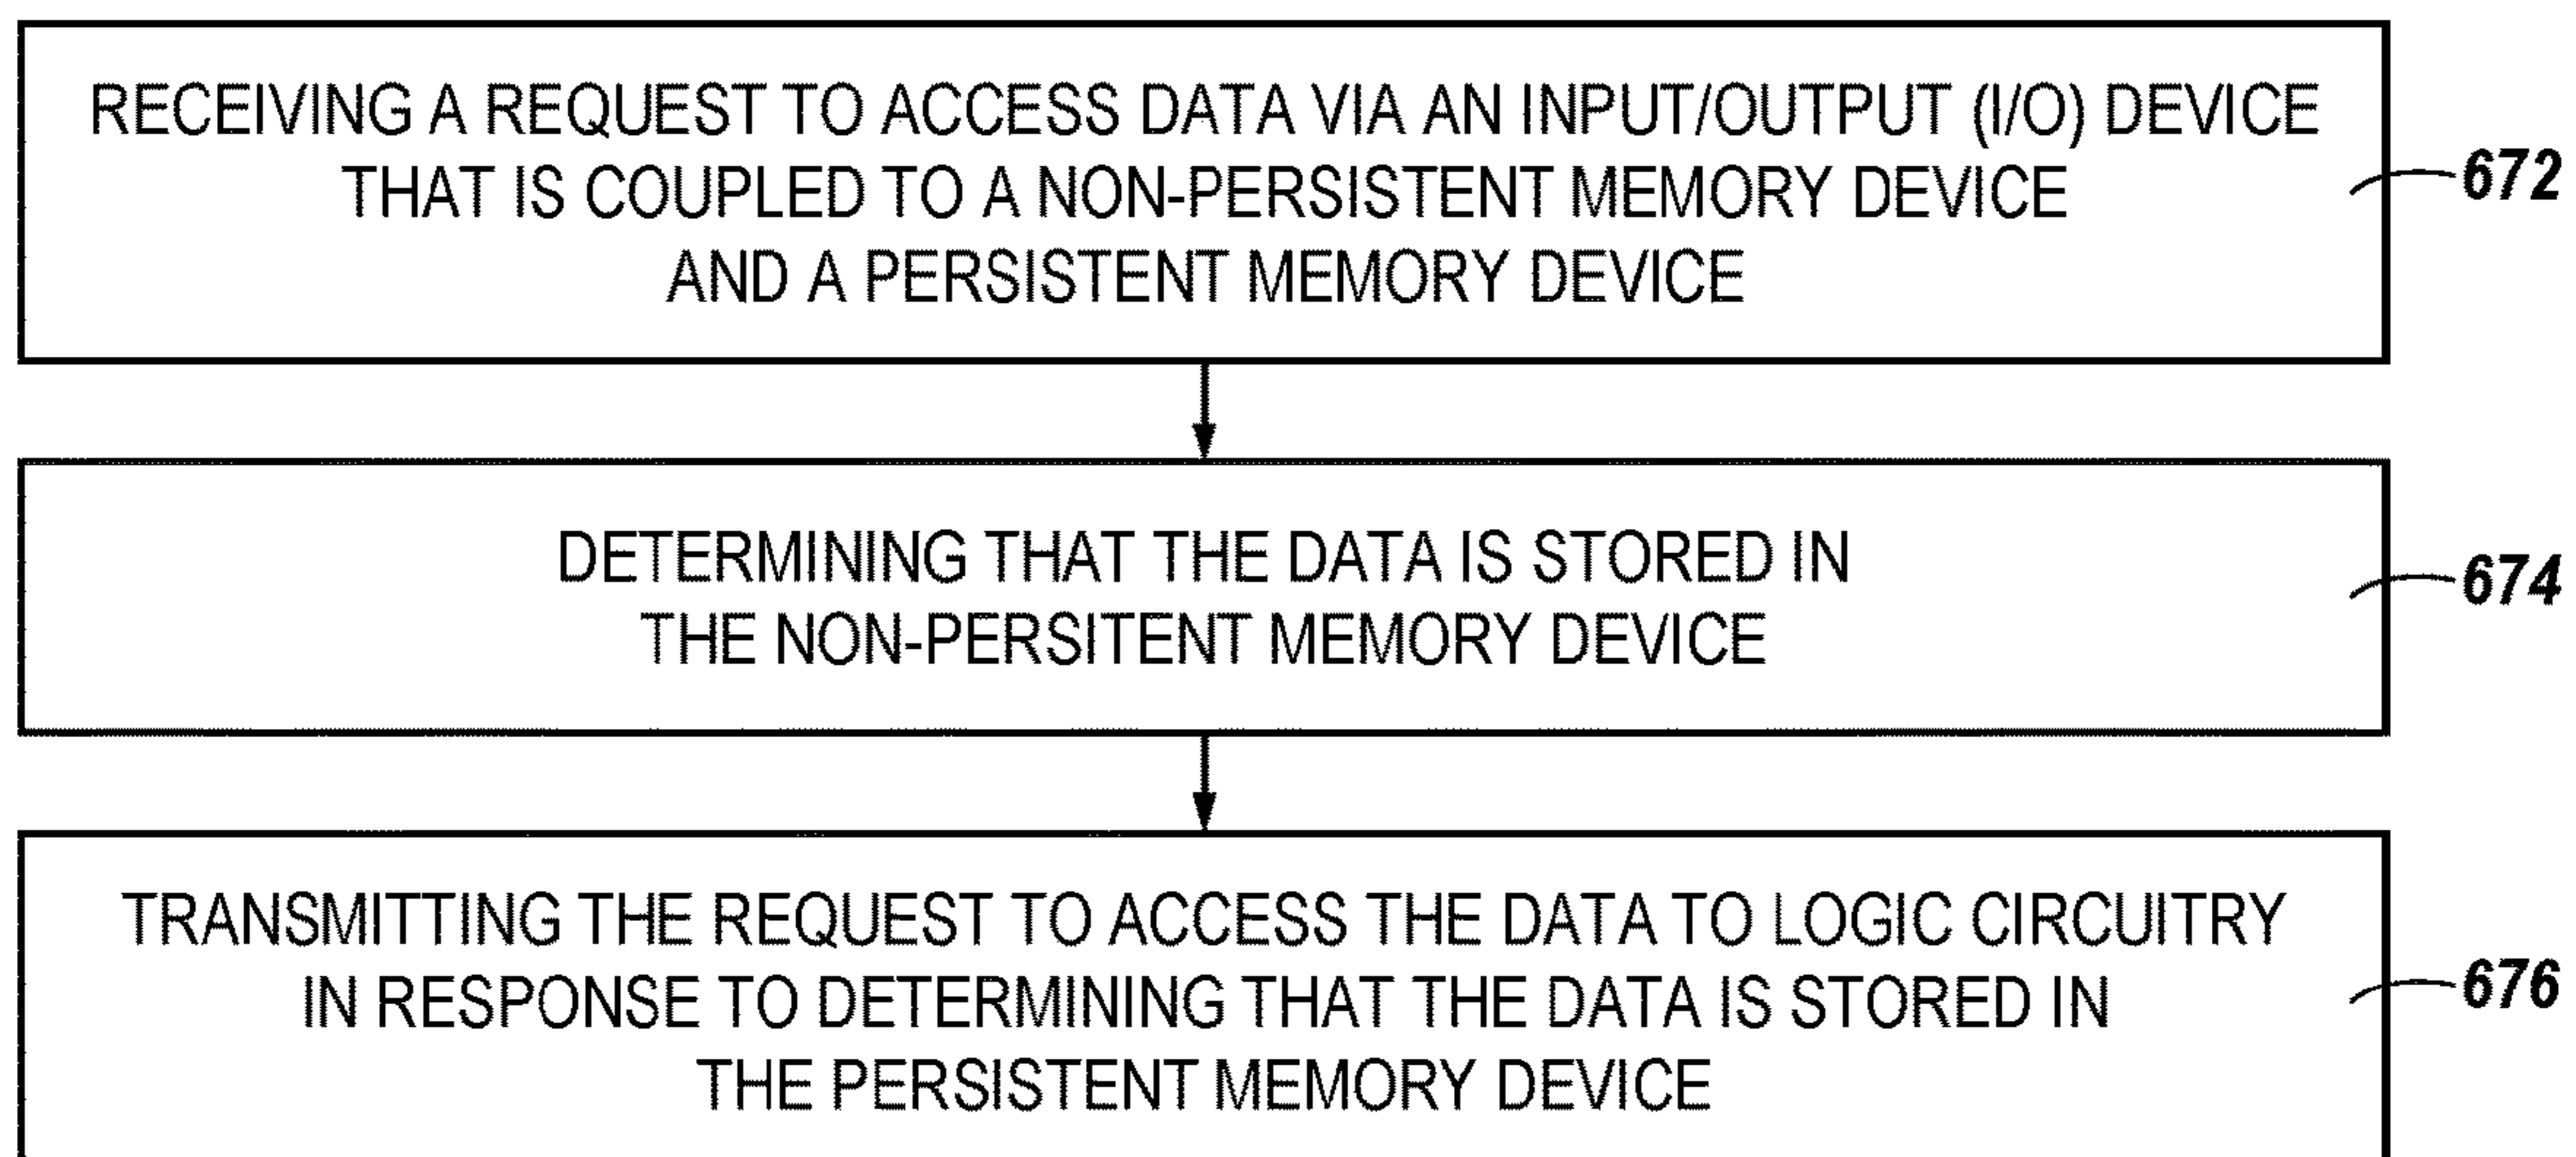 RECEIVING A REQUEST TO ACCESS DATA VIA AN INPUT/OUTPUT (I/O) DEVICE
THAT IS COUPLED TO A NON-PERSISTENT MEMORY DEVICE
AND A PERSISTENT MEMORY DEVICE
672
DETERMINING THAT THE DATA IS STORED IN
THE NON-PERSITENT MEMORY DEVICE
674
TRANSMITTING THE REQUEST TO ACCESS THE DATA TO LOGIC CIRCUITRY
IN RESPONSE TO DETERMINING THAT THE DATA IS STORED IN
THE PERSISTENT MEMORY DEVICE
676